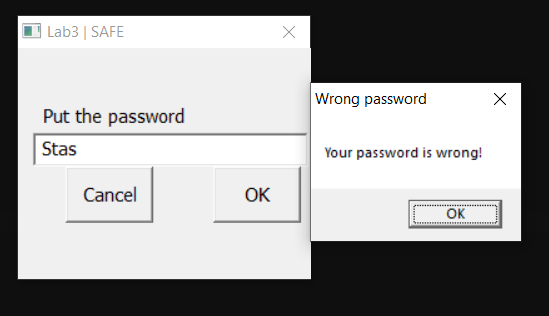 Lab3 | SAFE
Put the password
Stas
Cancel
OK
Wrong password
Your password is wrong!
OK